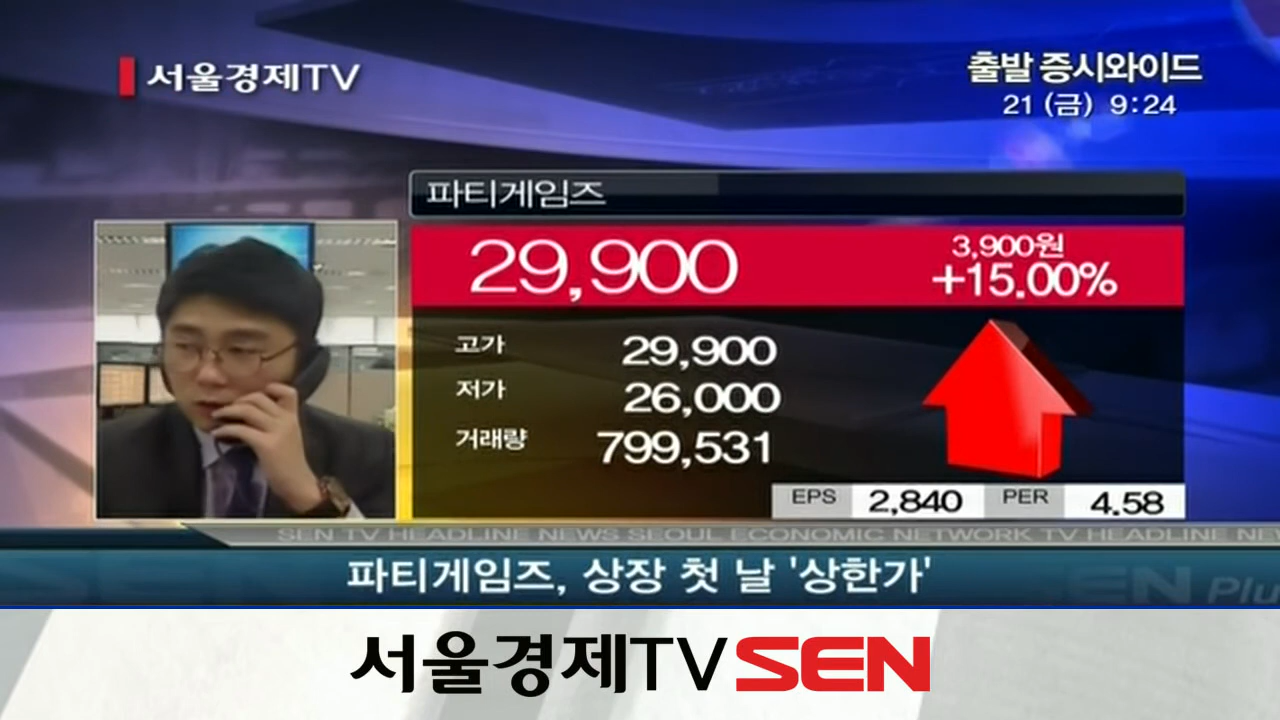 서울경제TV
출발 증시와이드
21 (금) 9:24
파티게임즈
29,900
3,900원
+15.00%
고가 29,900
저가 26,000
거래량 799,531
EPS 2,840 PER 4.58
SEN TV HEADLINE NEWS SEOUL ECONOMIC NETWORK TV HEADLINE NE
파티게임즈, 상장 첫 날 '상한가'
SEN Plu
서울경제TV SEN